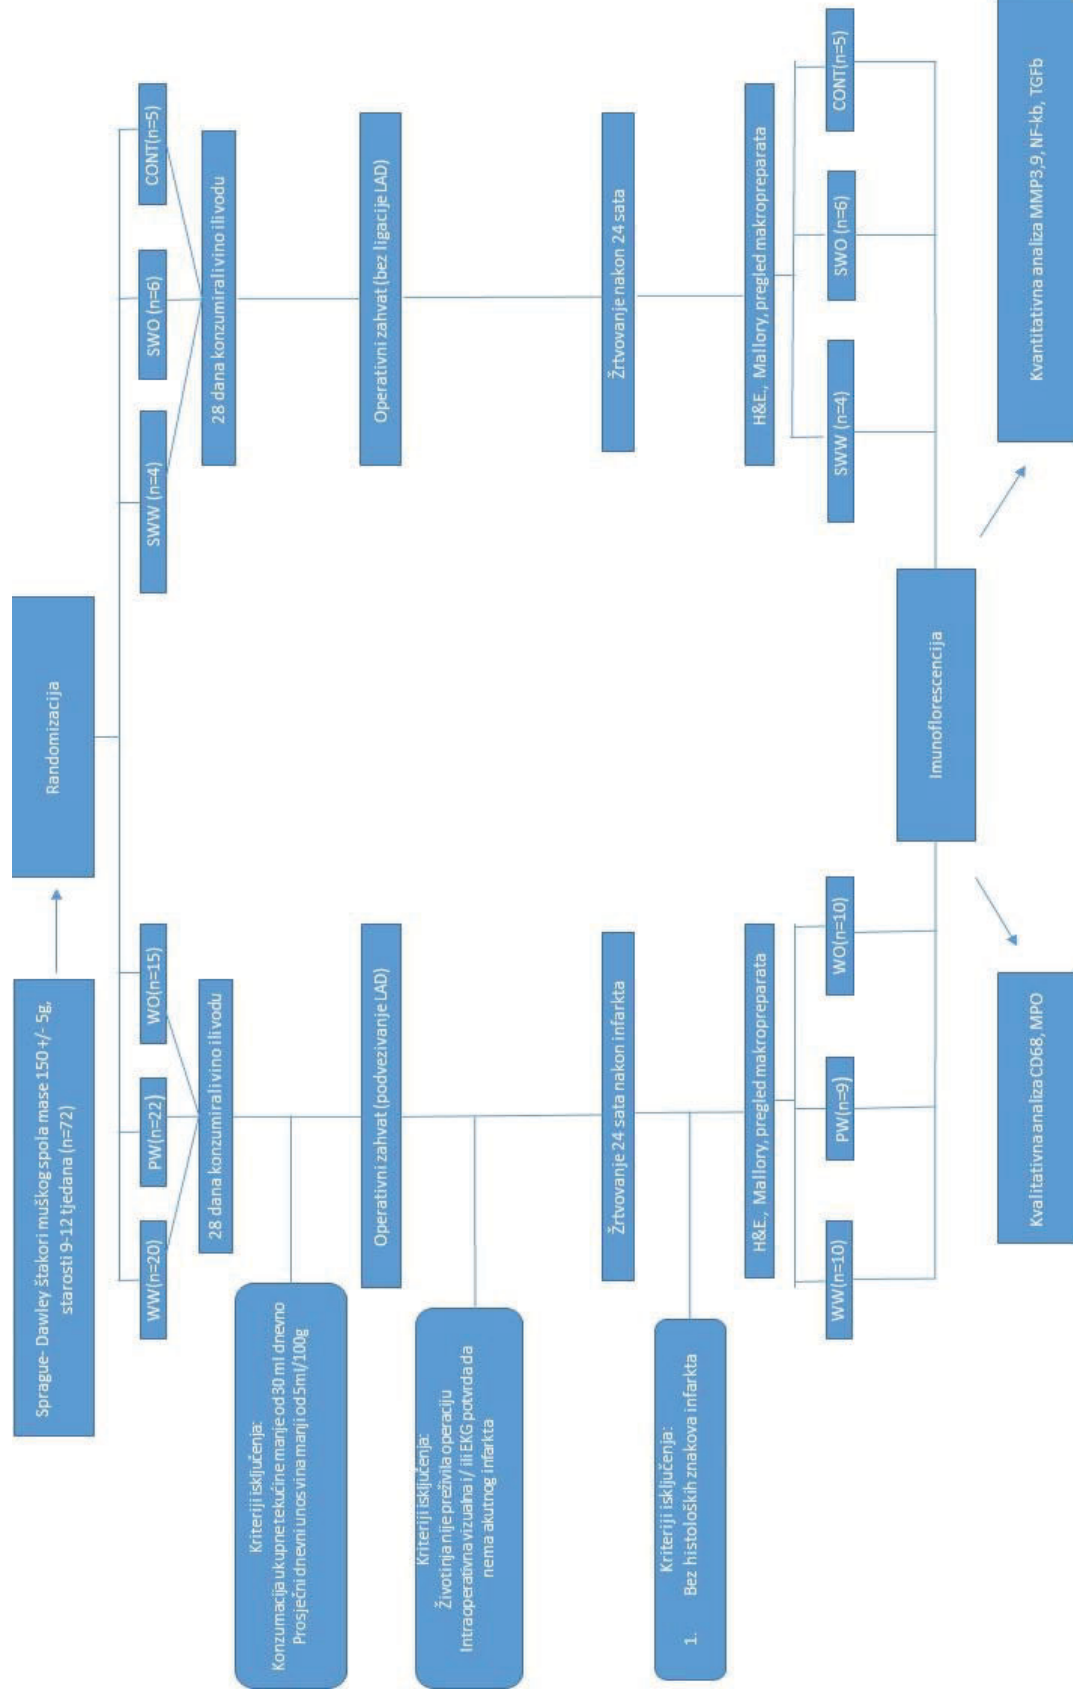 Sprague- Dawley štakori muškog spola mase 150 +/- 5g,
starosti 9-12 tjedana (n=72)
Randomizacija
WW(n=20)
PW(n=22)
WO(n=15)
SWW (n=4)
SWO (n=6)
CONT(n=5)
28 dana konzumirali vino ili vodu
28 dana konzumirali vino ili vodu
Kriteriji isključenja:
Konzumacija ukupne tekućine manje od 30 ml dnevno
Prosječni dnevni unos vina manji od 5ml/100g
Operativni zahvat (podvezivanje LAD)
Operativni zahvat (bez ligacije LAD)
Kriteriji isključenja:
Životinja nije preživila operaciju
Intraoperativna vizualna i/ ili EKG potvrda da
nema akutnog infarkta
Žrtvovanje 24 sata nakon infarkta
Žrtvovanje nakon 24 sata
Kriteriji isključenja:
1. Bez histoloških znakova infarkta
H&E., Mallory, pregled makropreparata
H&E., Mallory, pregled makropreparata
WW(n=10)
PW(n=9)
WO(n=10)
SWW (n=4)
SWO (n=6)
CONT(n=5)
Imunoflorescencija
Kvalitativna analiza CD68, MPO
Kvantitativna analiza MMP3,9, NF-kb, TGFb